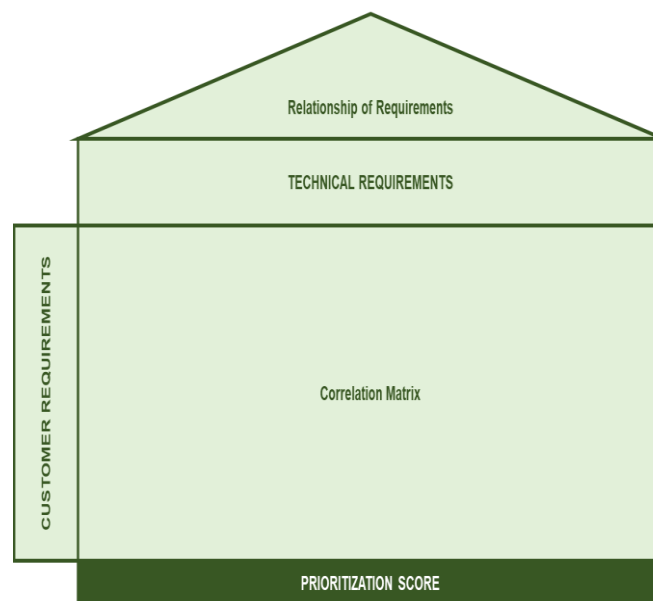 Relationship of Requirements
TECHNICAL REQUIREMENTS
CUSTOMER REQUIREMENTS
Correlation Matrix
PRIORITIZATION SCORE